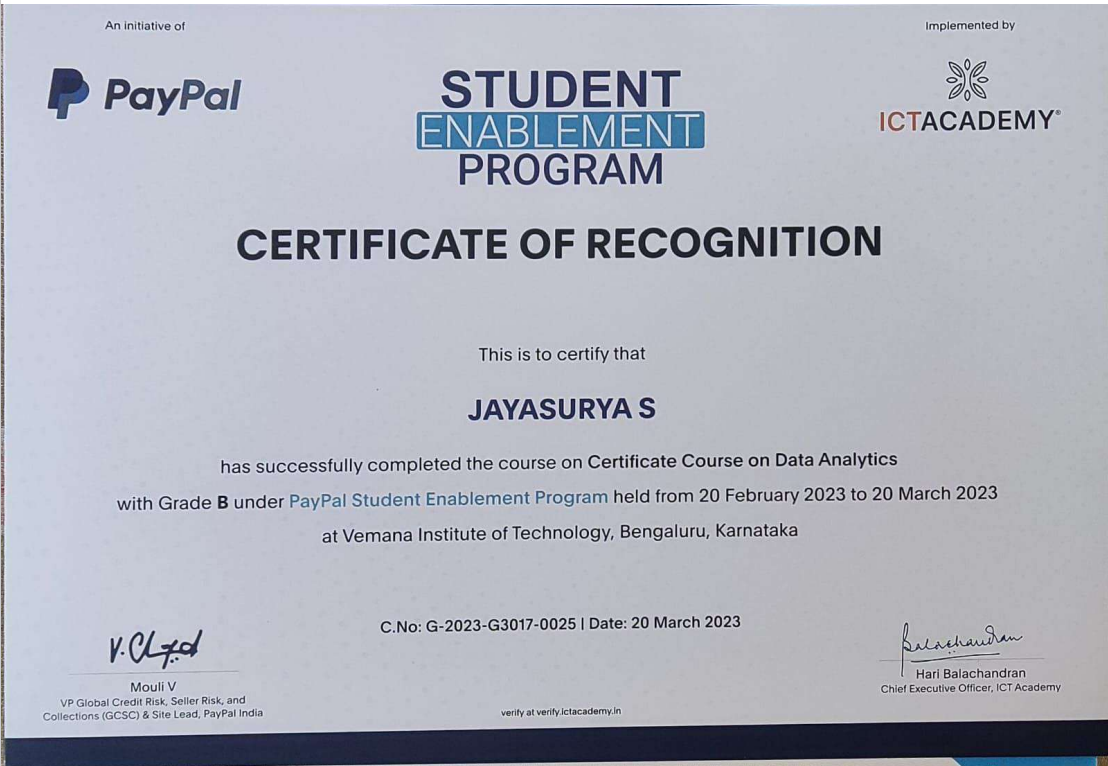 An initiative of
PayPal
STUDENT
ENABLEMENT
PROGRAM
Implemented by
ICTACADEMY®
CERTIFICATE OF RECOGNITION
This is to certify that
JAYASURYA S
has successfully completed the course on Certificate Course on Data Analytics
with Grade B under PayPal Student Enablement Program held from 20 February 2023 to 20 March 2023
at Vemana Institute of Technology, Bengaluru, Karnataka
C.No: G-2023-G3017-0025 | Date: 20 March 2023
Mouli V
VP Global Credit Risk, Seller Risk, and
Collections (GCSC) & Site Lead, PayPal India
verify at verify.ictacademy.in
Balachandran
Hari Balachandran
Chief Executive Officer, ICT Academy